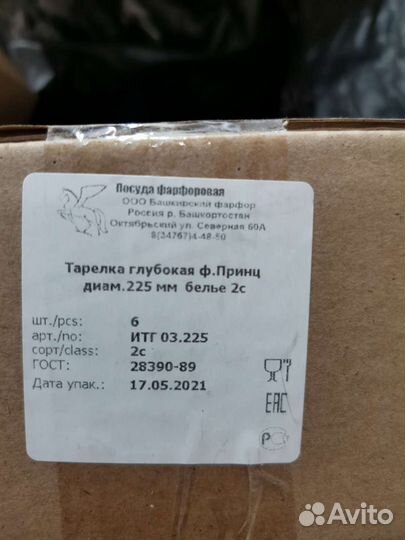 Посуда фарфоровая
ООО Башкирский фарфор
Россия р. Башкортостан
Октябрьский ул. Северная 60А
8(34767)4-48-50
Тарелка глубокая ф.Принц
диам.225 мм белье 2с
шт./pcs: 6
арт./no: ИТГ 03.225
сорт/class: 2с
ГОСТ: 28390-89
Дата упак.: 17.05.2021
EAC
РС
Avito